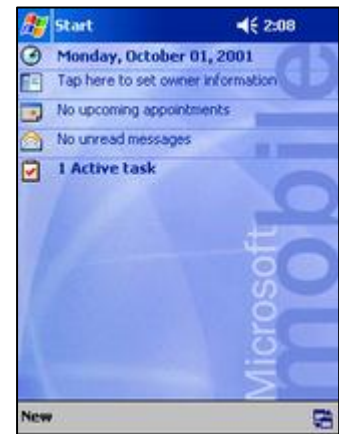 Start 2:08
Monday, October 01, 2001
Tap here to set owner information
No upcoming appointments
No unread messages
1 Active task
Microsoft
mobile
New